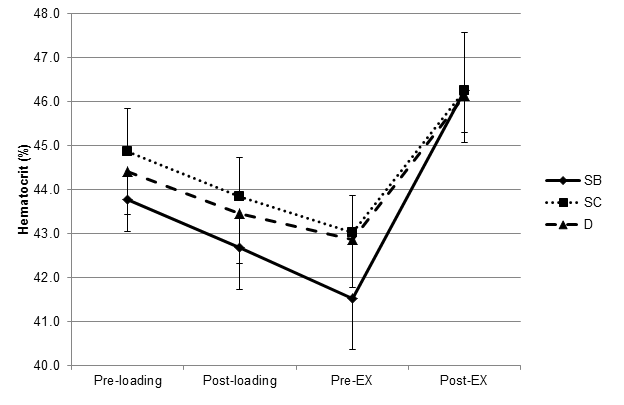 48.0
47.0
46.0
45.0
44.0
43.0
42.0
41.0
40.0
Hematocrit (%)
Pre-loading Post-loading Pre-EX Post-EX
SB
SC
D